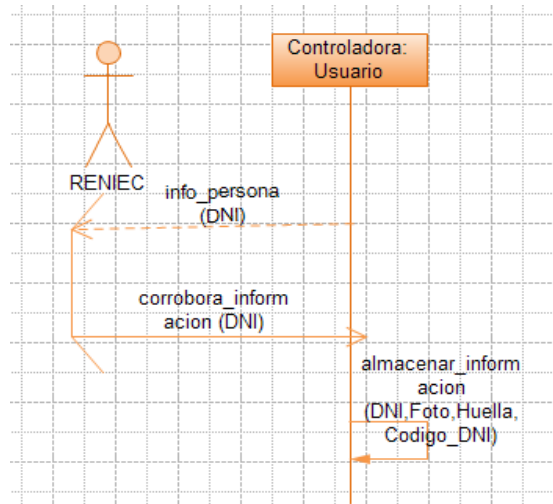 Controladora:
Usuario
RENIEC
info_persona
(DNI)
corrobora_inform
acion (DNI)
almacenar_inform
acion
(DNI,Foto,Huella,
Codigo_DNI)